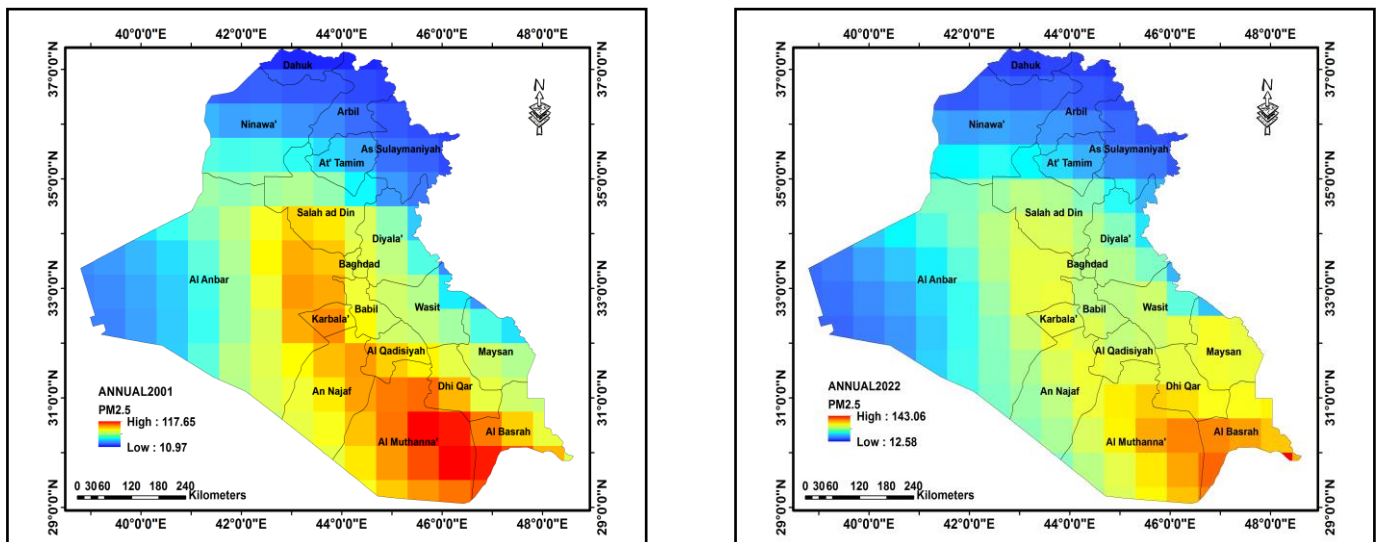 40°0'0"E 42°0'0"E 44°0'0"E 46°0'0"E 48°0'0"E
37°0'0"N
35°0'0"N
33°0'0"N
31°0'0"N
29°0'0"N
37°0'0"N
35°0'0"N
33°0'0"N
31°0'0"N
29°0'0"N
N
Dahuk
Arbil
Ninawa'
As Sulaymaniyah
At' Tamim
Salah ad Din
Diyala'
Baghdad
Al Anbar
Wasit
Babil
Karbala'
Al Qadisiyah
Maysan
An Najaf
Dhi Qar
Al Basrah
Al Muthanna'
ANNUAL2001
PM2.5
High : 117.65
Low : 10.97
0 30 60 120 180 240
Kilometers
40°0'0"E 42°0'0"E 44°0'0"E 46°0'0"E 48°0'0"E
40°0'0"E 42°0'0"E 44°0'0"E 46°0'0"E 48°0'0"E
37°0'0"N
35°0'0"N
33°0'0"N
31°0'0"N
29°0'0"N
37°0'0"N
35°0'0"N
33°0'0"N
31°0'0"N
29°0'0"N
N
Dahuk
Arbil
Ninawa'
As Sulaymaniyah
At' Tamim
Salah ad Din
Diyala'
Baghdad
Al Anbar
Wasit
Babil
Karbala'
Al Qadisiyah
Maysan
An Najaf
Dhi Qar
Al Basrah
Al Muthanna'
ANNUAL2022
PM2.5
High : 143.06
Low : 12.58
0 30 60 120 180 240
Kilometers
40°0'0"E 42°0'0"E 44°0'0"E 46°0'0"E 48°0'0"E